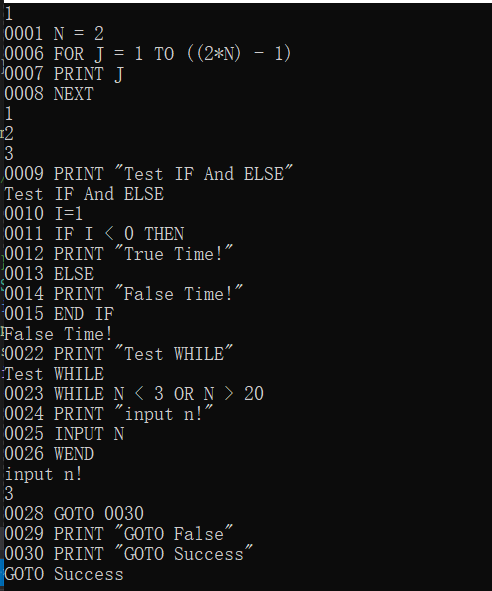 1
0001 N = 2
0006 FOR J = 1 TO ((2*N) - 1)
0007 PRINT J
0008 NEXT
1
2
3
0009 PRINT "Test IF And ELSE"
Test IF And ELSE
0010 I=1
0011 IF I < 0 THEN
0012 PRINT "True Time!"
0013 ELSE
0014 PRINT "False Time!"
0015 END IF
False Time!
0022 PRINT "Test WHILE"
Test WHILE
0023 WHILE N < 3 OR N > 20
0024 PRINT "input n!"
0025 INPUT N
0026 WEND
input n!
3
0028 GOTO 0030
0029 PRINT "GOTO False"
0030 PRINT "GOTO Success"
GOTO Success